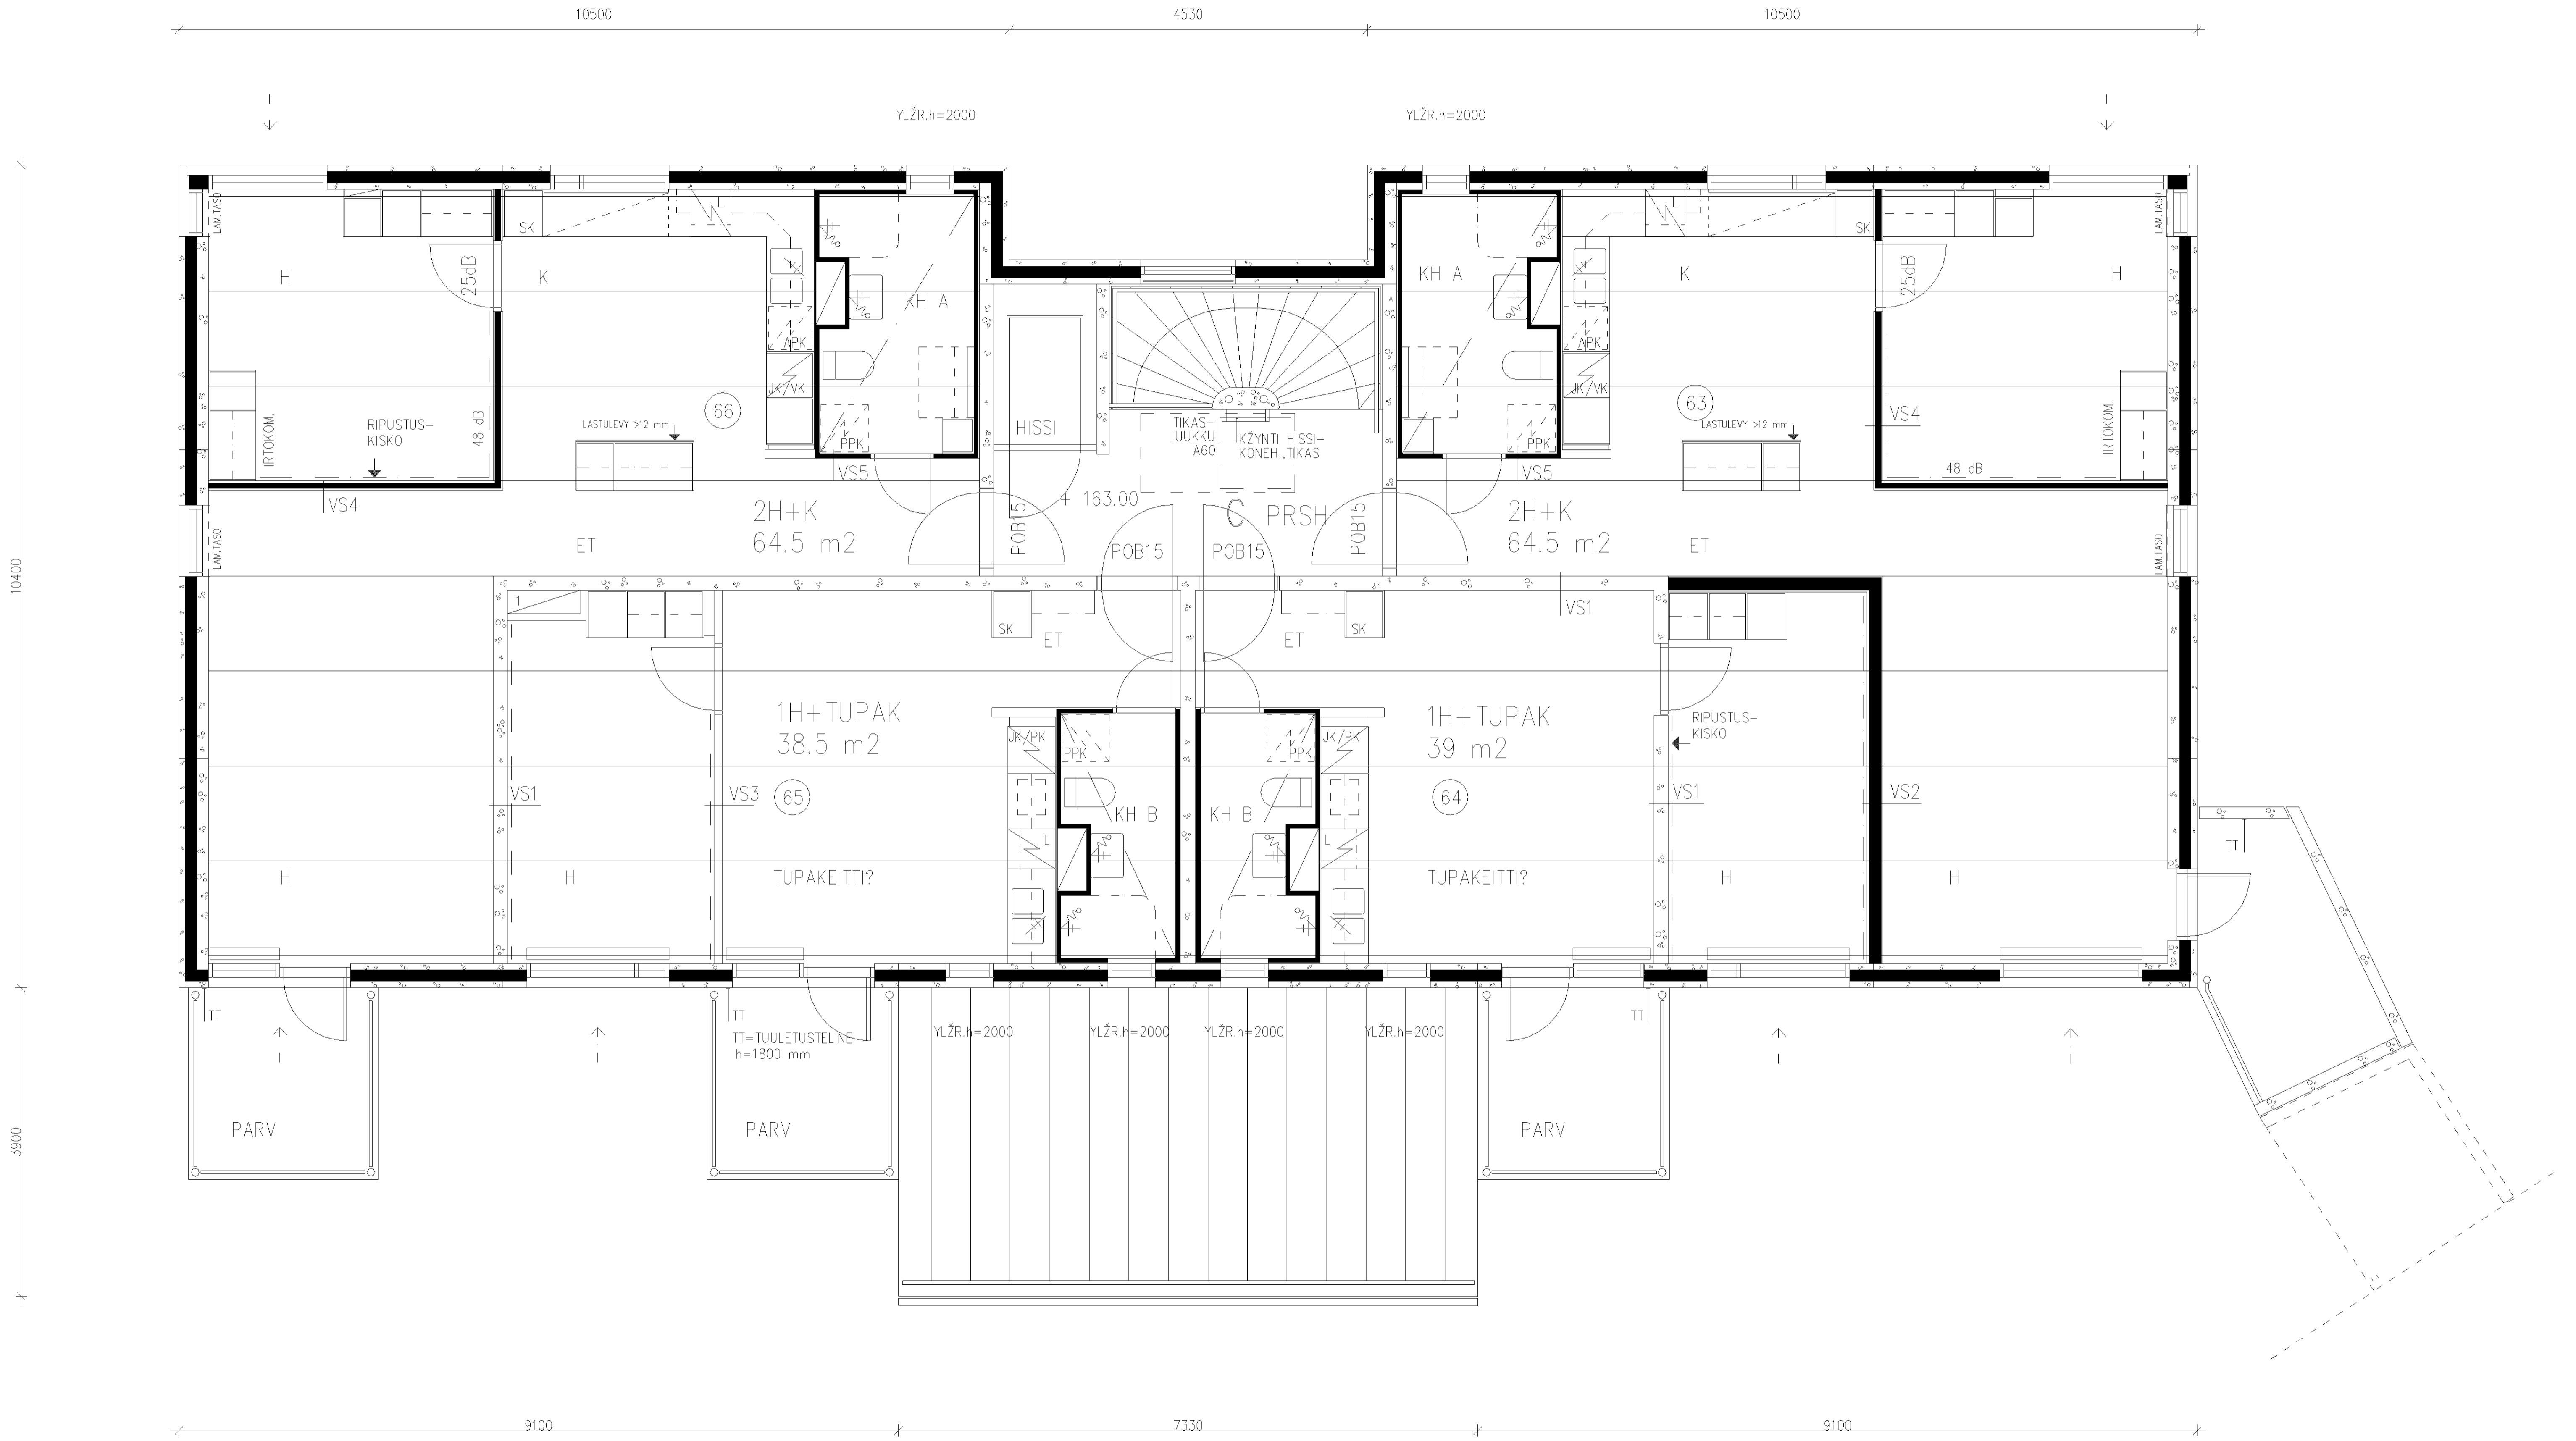 10500
4530
10500
YLŽR.h=2000
YLŽR.h=2000
LAM.TASO
LAM.TASO
SK
L
L
SK
H
25dB
K
KH A
KH A
K
25dB
H
APK
APK
JK/VK
JK/VK
66
63
IRTOKOM.
RIPUSTUS-
KISKO
48 dB
LASTULEVY >12 mm
PPK
HISSI
TIKAS-
LUUKKU
A60
KŽYNTI HISSI-
KONEH.,TIKAS
PPK
LASTULEVY >12 mm
VS4
IRTOKOM.
48 dB
VS4
VS5
VS5
2H+K
64.5 m2
+ 163.00
C PRSH
2H+K
64.5 m2
POB15
POB15
POB15
POB15
LAM.TASO
ET
ET
LAM.TASO
10400
1
SK
ET
ET
SK
VS1
1H+TUPAK
38.5 m2
1H+TUPAK
39 m2
RIPUSTUS-
KISKO
JK/PK
PPK
PPK
JK/PK
VS1
VS3
65
64
VS1
VS2
KH B
KH B
L
L
TT
H
H
TUPAKEITTI?
TUPAKEITTI?
H
H
TT
TT
TT
TT=TUULETUSTELINE
h=1800 mm
YLŽR.h=2000
YLŽR.h=2000
YLŽR.h=2000
YLŽR.h=2000
3900
PARV
PARV
PARV
9100
7330
9100